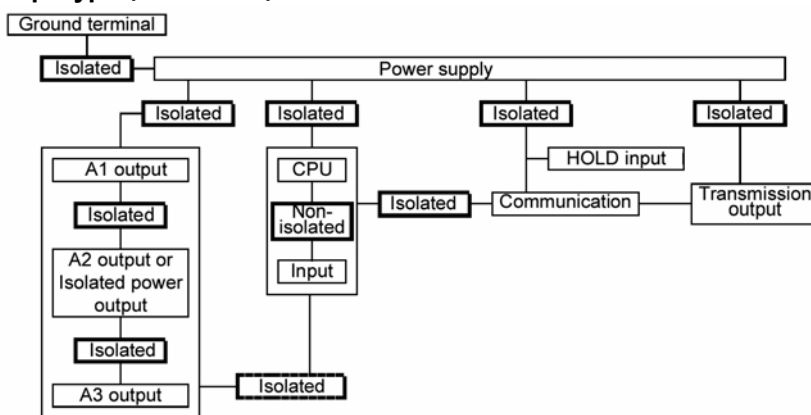 Ground terminal
Isolated
Power supply
Isolated
Isolated
Isolated
Isolated
A1 output
CPU
HOLD input
Isolated
Non-
isolated
Isolated
Communication
Transmission
output
A2 output or
Isolated power
output
Input
Isolated
Isolated
A3 output